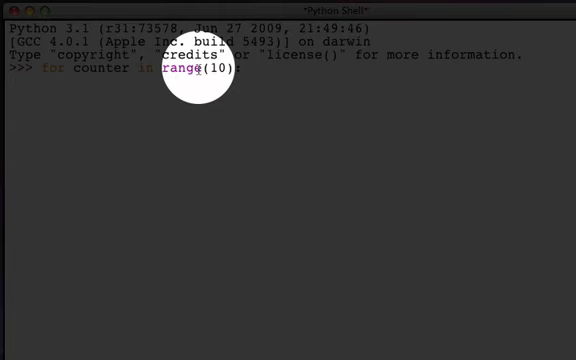 *Python Shell*
Python 3.1 (r31:73578, Jun 27 2009, 21:49:46)
[GCC 4.0.1 (Apple Inc. build 5493)] on darwin
Type "copyright", "credits" or "license()" for more information.
>>> for counter in range(10):